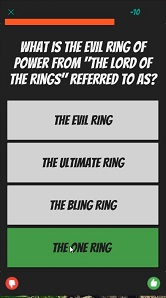 -10
WHAT IS THE EVIL RING OF
POWER FROM "THE LORD OF
THE RINGS" REFERRED TO AS?
THE EVIL RING
THE ULTIMATE RING
THE BLING RING
THE ONE RING